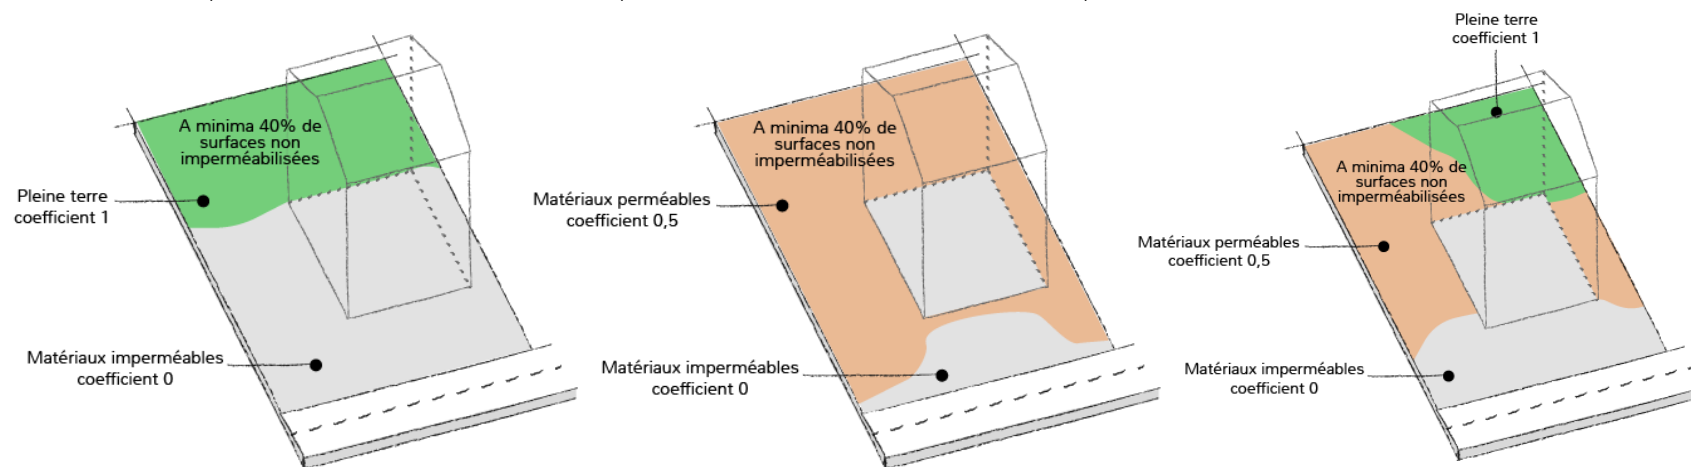 A minima 40% de
surfaces non
imperméabilisées
Pleine terre
coefficient 1
Matériaux imperméables
coefficient 0
A minima 40% de
surfaces non
imperméabilisées
Matériaux perméables
coefficient 0,5
Matériaux imperméables
coefficient 0
Pleine terre
coefficient 1
A minima 40% de
surfaces non
imperméabilisées
Matériaux perméables
coefficient 0,5
Matériaux imperméables
coefficient 0